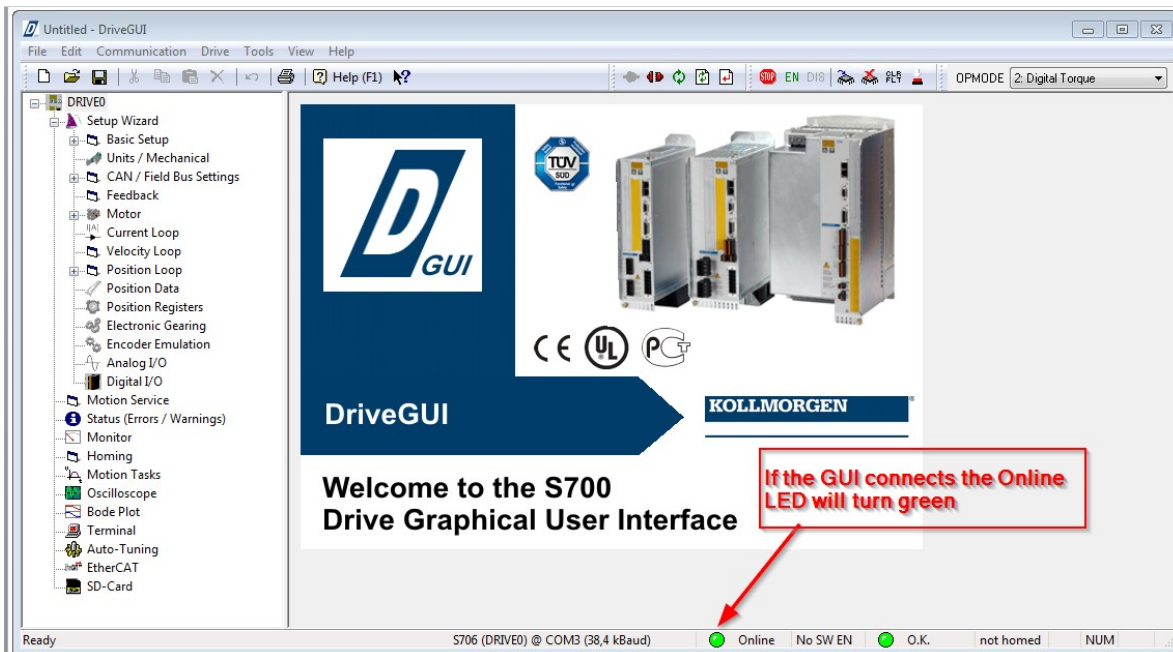 Untitled - DriveGUI
File Edit Communication Drive Tools View Help
Help (F1)
STOP EN DIS
OPMODE 2: Digital Torque
DRIVE0
Setup Wizard
Basic Setup
Units / Mechanical
CAN / Field Bus Settings
Feedback
Motor
Current Loop
Velocity Loop
Position Loop
Position Data
Position Registers
Electronic Gearing
Encoder Emulation
Analog I/O
Digital I/O
Motion Service
Status (Errors / Warnings)
Monitor
Homing
Motion Tasks
Oscilloscope
Bode Plot
Terminal
Auto-Tuning
EtherCAT
SD-Card
D
GUI
TÜV
SÜD
CE UL PCT
DriveGUI
KOLLMORGEN®
Welcome to the S700
Drive Graphical User Interface
If the GUI connects the Online
LED will turn green
Ready
S706 (DRIVE0) @ COM3 (38,4 kBaud)
Online
No SW EN
O.K.
not homed
NUM